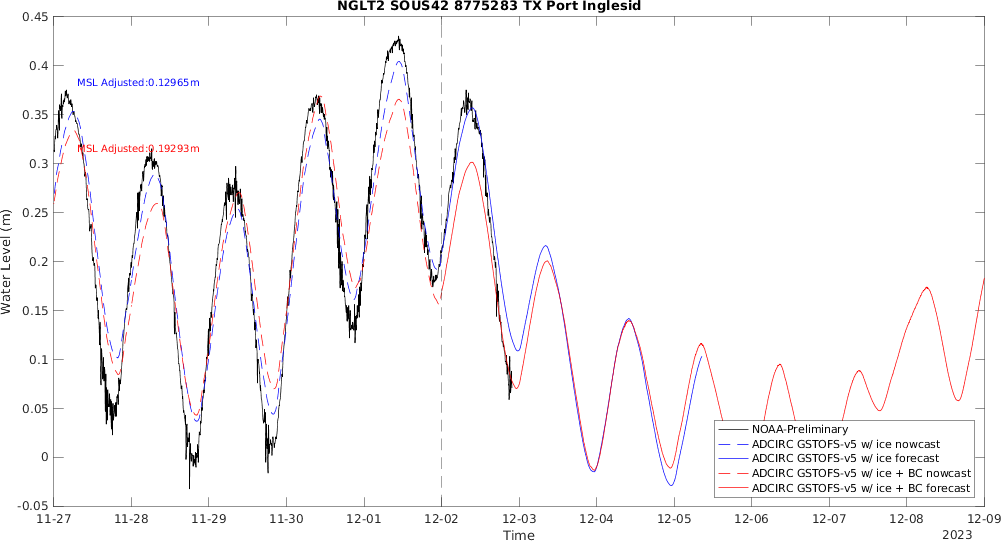 NGLT2 SOUS42 8775283 TX Port Inglesid
0.45
0.4
0.35
0.3
0.25
0.2
0.15
0.1
0.05
0
-0.05
Water Level (m)
MSL Adjusted:0.12965m
MSL Adjusted:0.19293m
NOAA-Preliminary
ADCIRC GSTOFS-v5 w/ ice nowcast
ADCIRC GSTOFS-v5 w/ ice forecast
ADCIRC GSTOFS-v5 w/ ice + BC nowcast
ADCIRC GSTOFS-v5 w/ ice + BC forecast
11-27 11-28 11-29 11-30 12-01 12-02 12-03 12-04 12-05 12-06 12-07 12-08 12-09
Time
2023